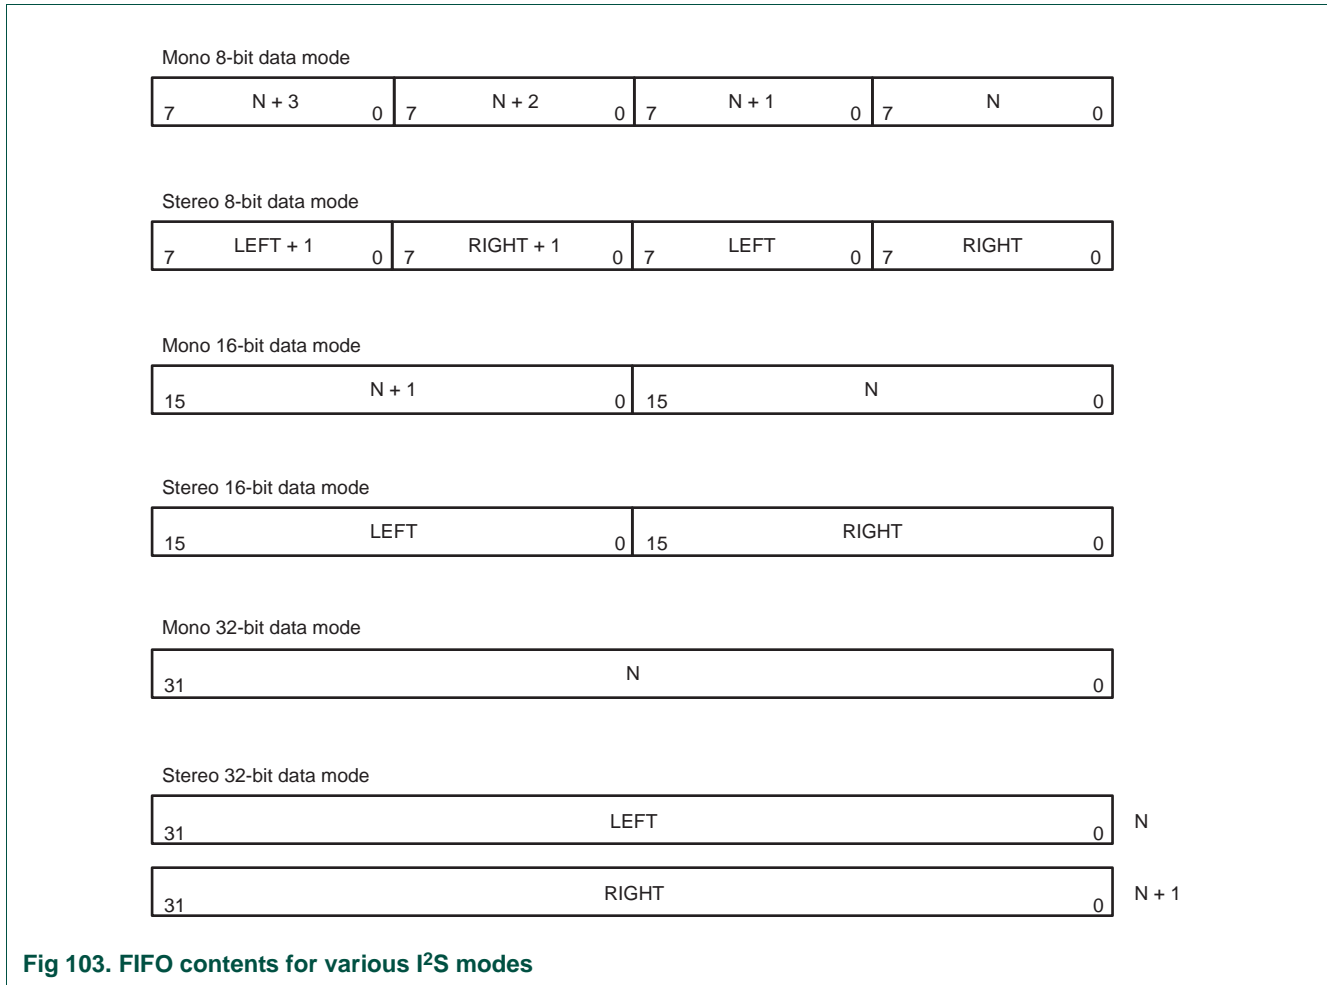 Mono 8-bit data mode
7 N + 3 0 7 N + 2 0 7 N + 1 0 7 N 0
Stereo 8-bit data mode
7 LEFT + 1 0 7 RIGHT + 1 0 7 LEFT 0 7 RIGHT 0
Mono 16-bit data mode
15 N + 1 0 15 N 0
Stereo 16-bit data mode
15 LEFT 0 15 RIGHT 0
Mono 32-bit data mode
31 N 0
Stereo 32-bit data mode
31 LEFT 0 N
31 RIGHT 0 N + 1
Fig 103. FIFO contents for various I²S modes